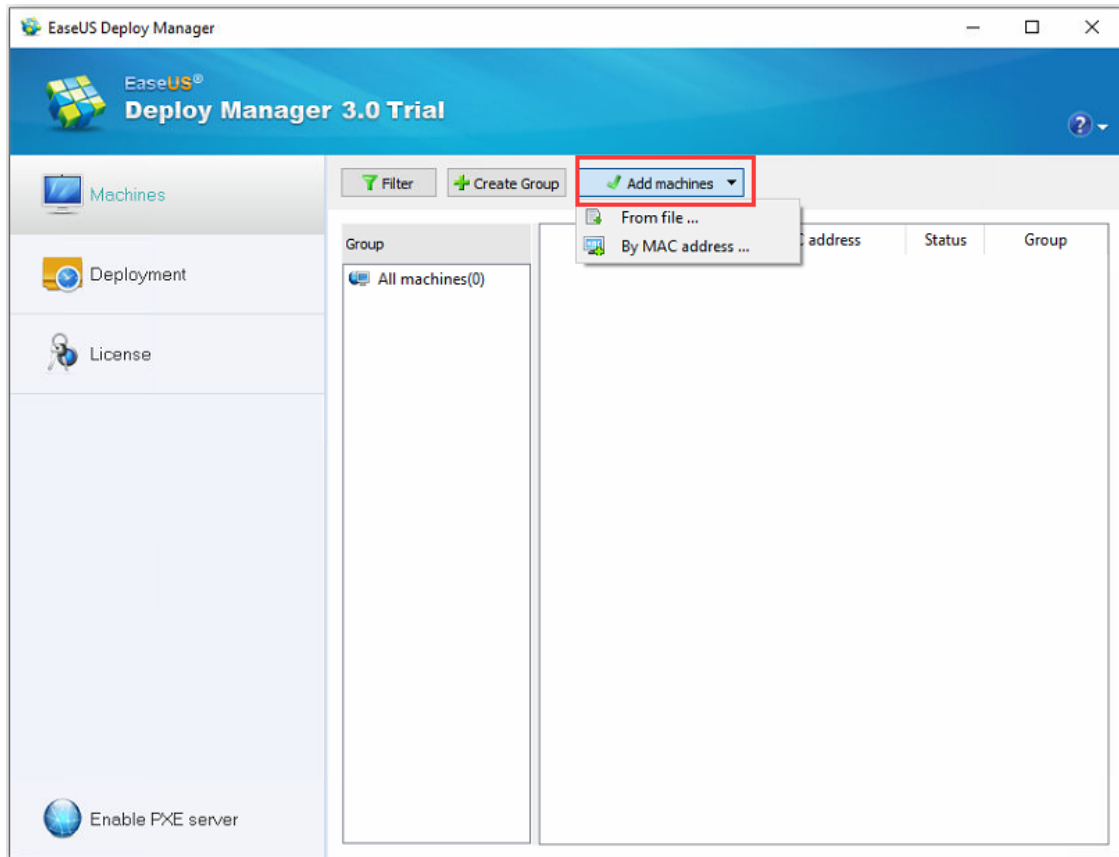 EaseUS Deploy Manager
EaseUS®
Deploy Manager 3.0 Trial
?
Machines
Deployment
License
Enable PXE server
Filter
Create Group
Add machines
From file ...
By MAC address ...
Group
All machines(0)
address
Status
Group